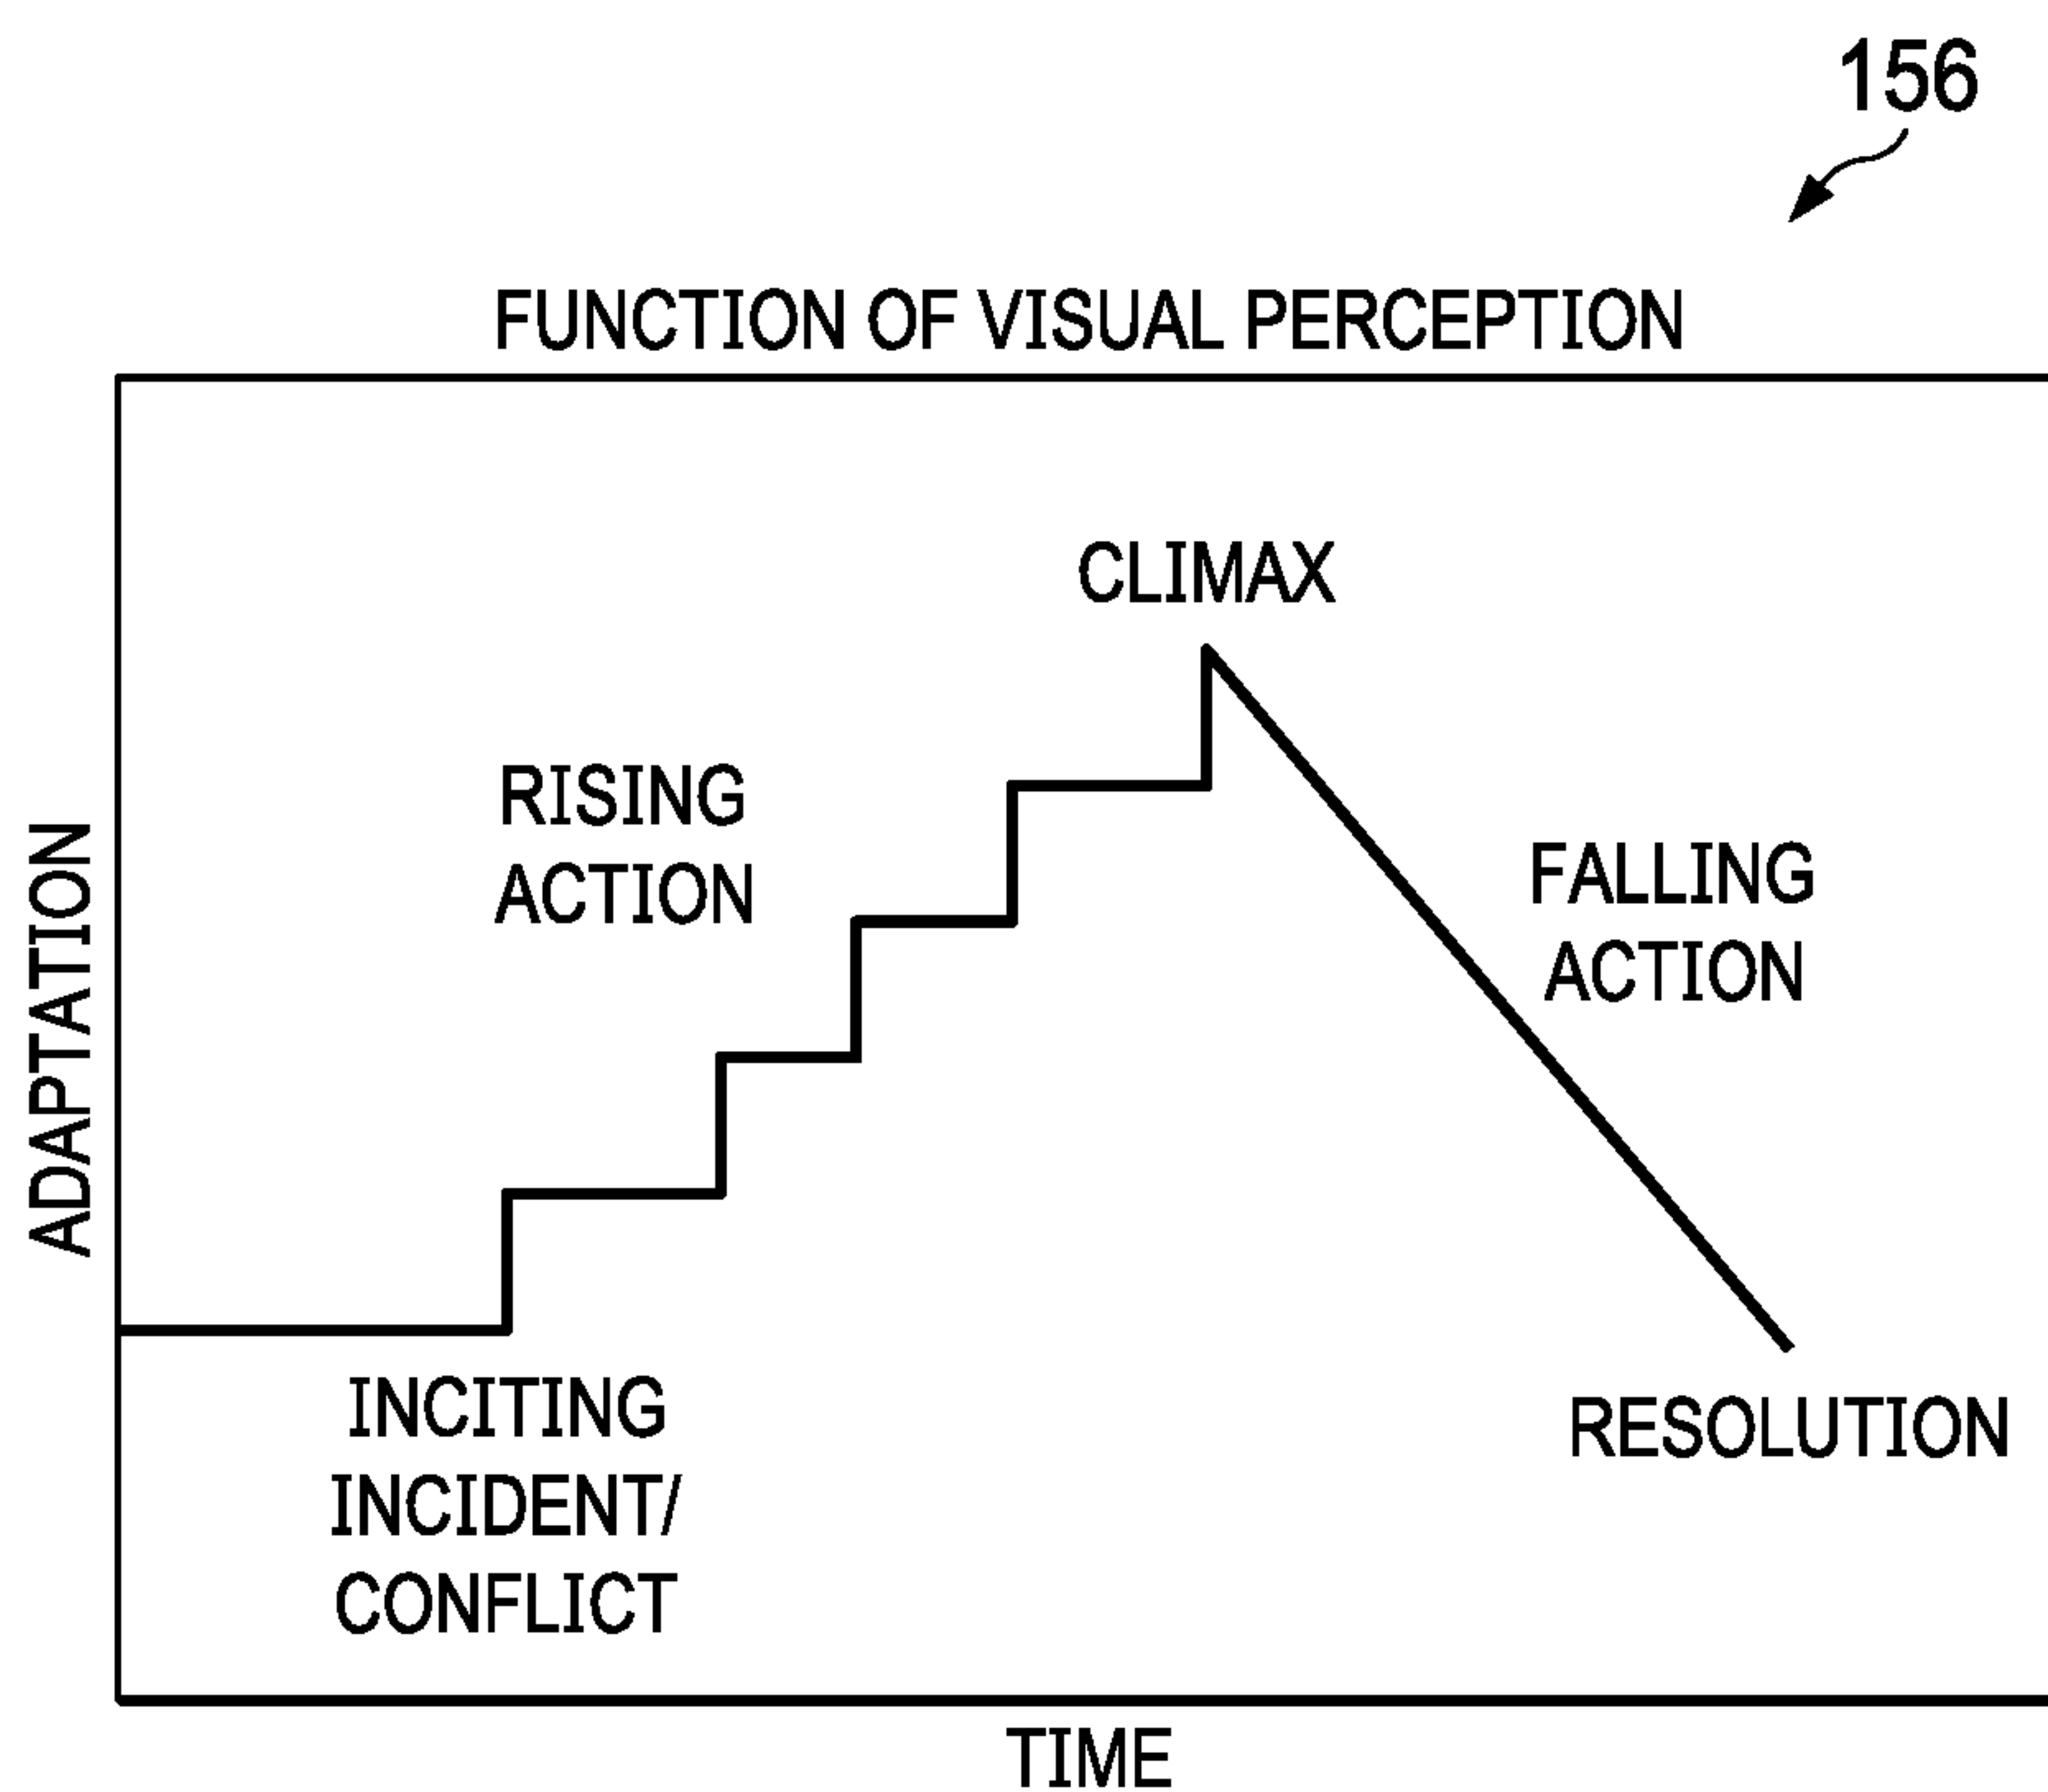 156
FUNCTION OF VISUAL PERCEPTION
CLIMAX
RISING
ACTION
FALLING
ACTION
ADAPTATION
INCITING
INCIDENT/
CONFLICT
RESOLUTION
TIME